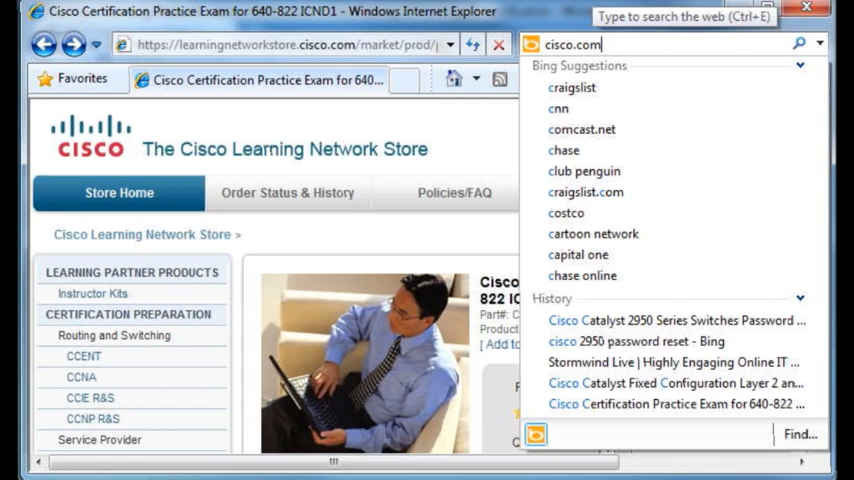 Cisco Certification Practice Exam for 640-822 ICND1 - Windows Internet Explorer
Type to search the web (Ctrl+E)
https://learningnetworkstore.cisco.com/market/prod/
cisco.com
Favorites
Cisco Certification Practice Exam for 640...
Bing Suggestions
craigslist
cnn
comcast.net
chase
club penguin
craigslist.com
costco
cartoon network
capital one
chase online
History
Cisco Catalyst 2950 Series Switches Password ...
cisco 2950 password reset - Bing
Stormwind Live | Highly Engaging Online IT ...
Cisco Catalyst Fixed Configuration Layer 2 an...
Cisco Certification Practice Exam for 640-822 ...
Find...
CISCO
The Cisco Learning Network Store
Store Home
Order Status & History
Policies/FAQ
Cisco Learning Network Store >
LEARNING PARTNER PRODUCTS
Instructor Kits
CERTIFICATION PREPARATION
Routing and Switching
CCENT
CCNA
CCIE R&S
CCNP R&S
Service Provider
Cisco
822 IC
Part#: C
Product
[ Add to